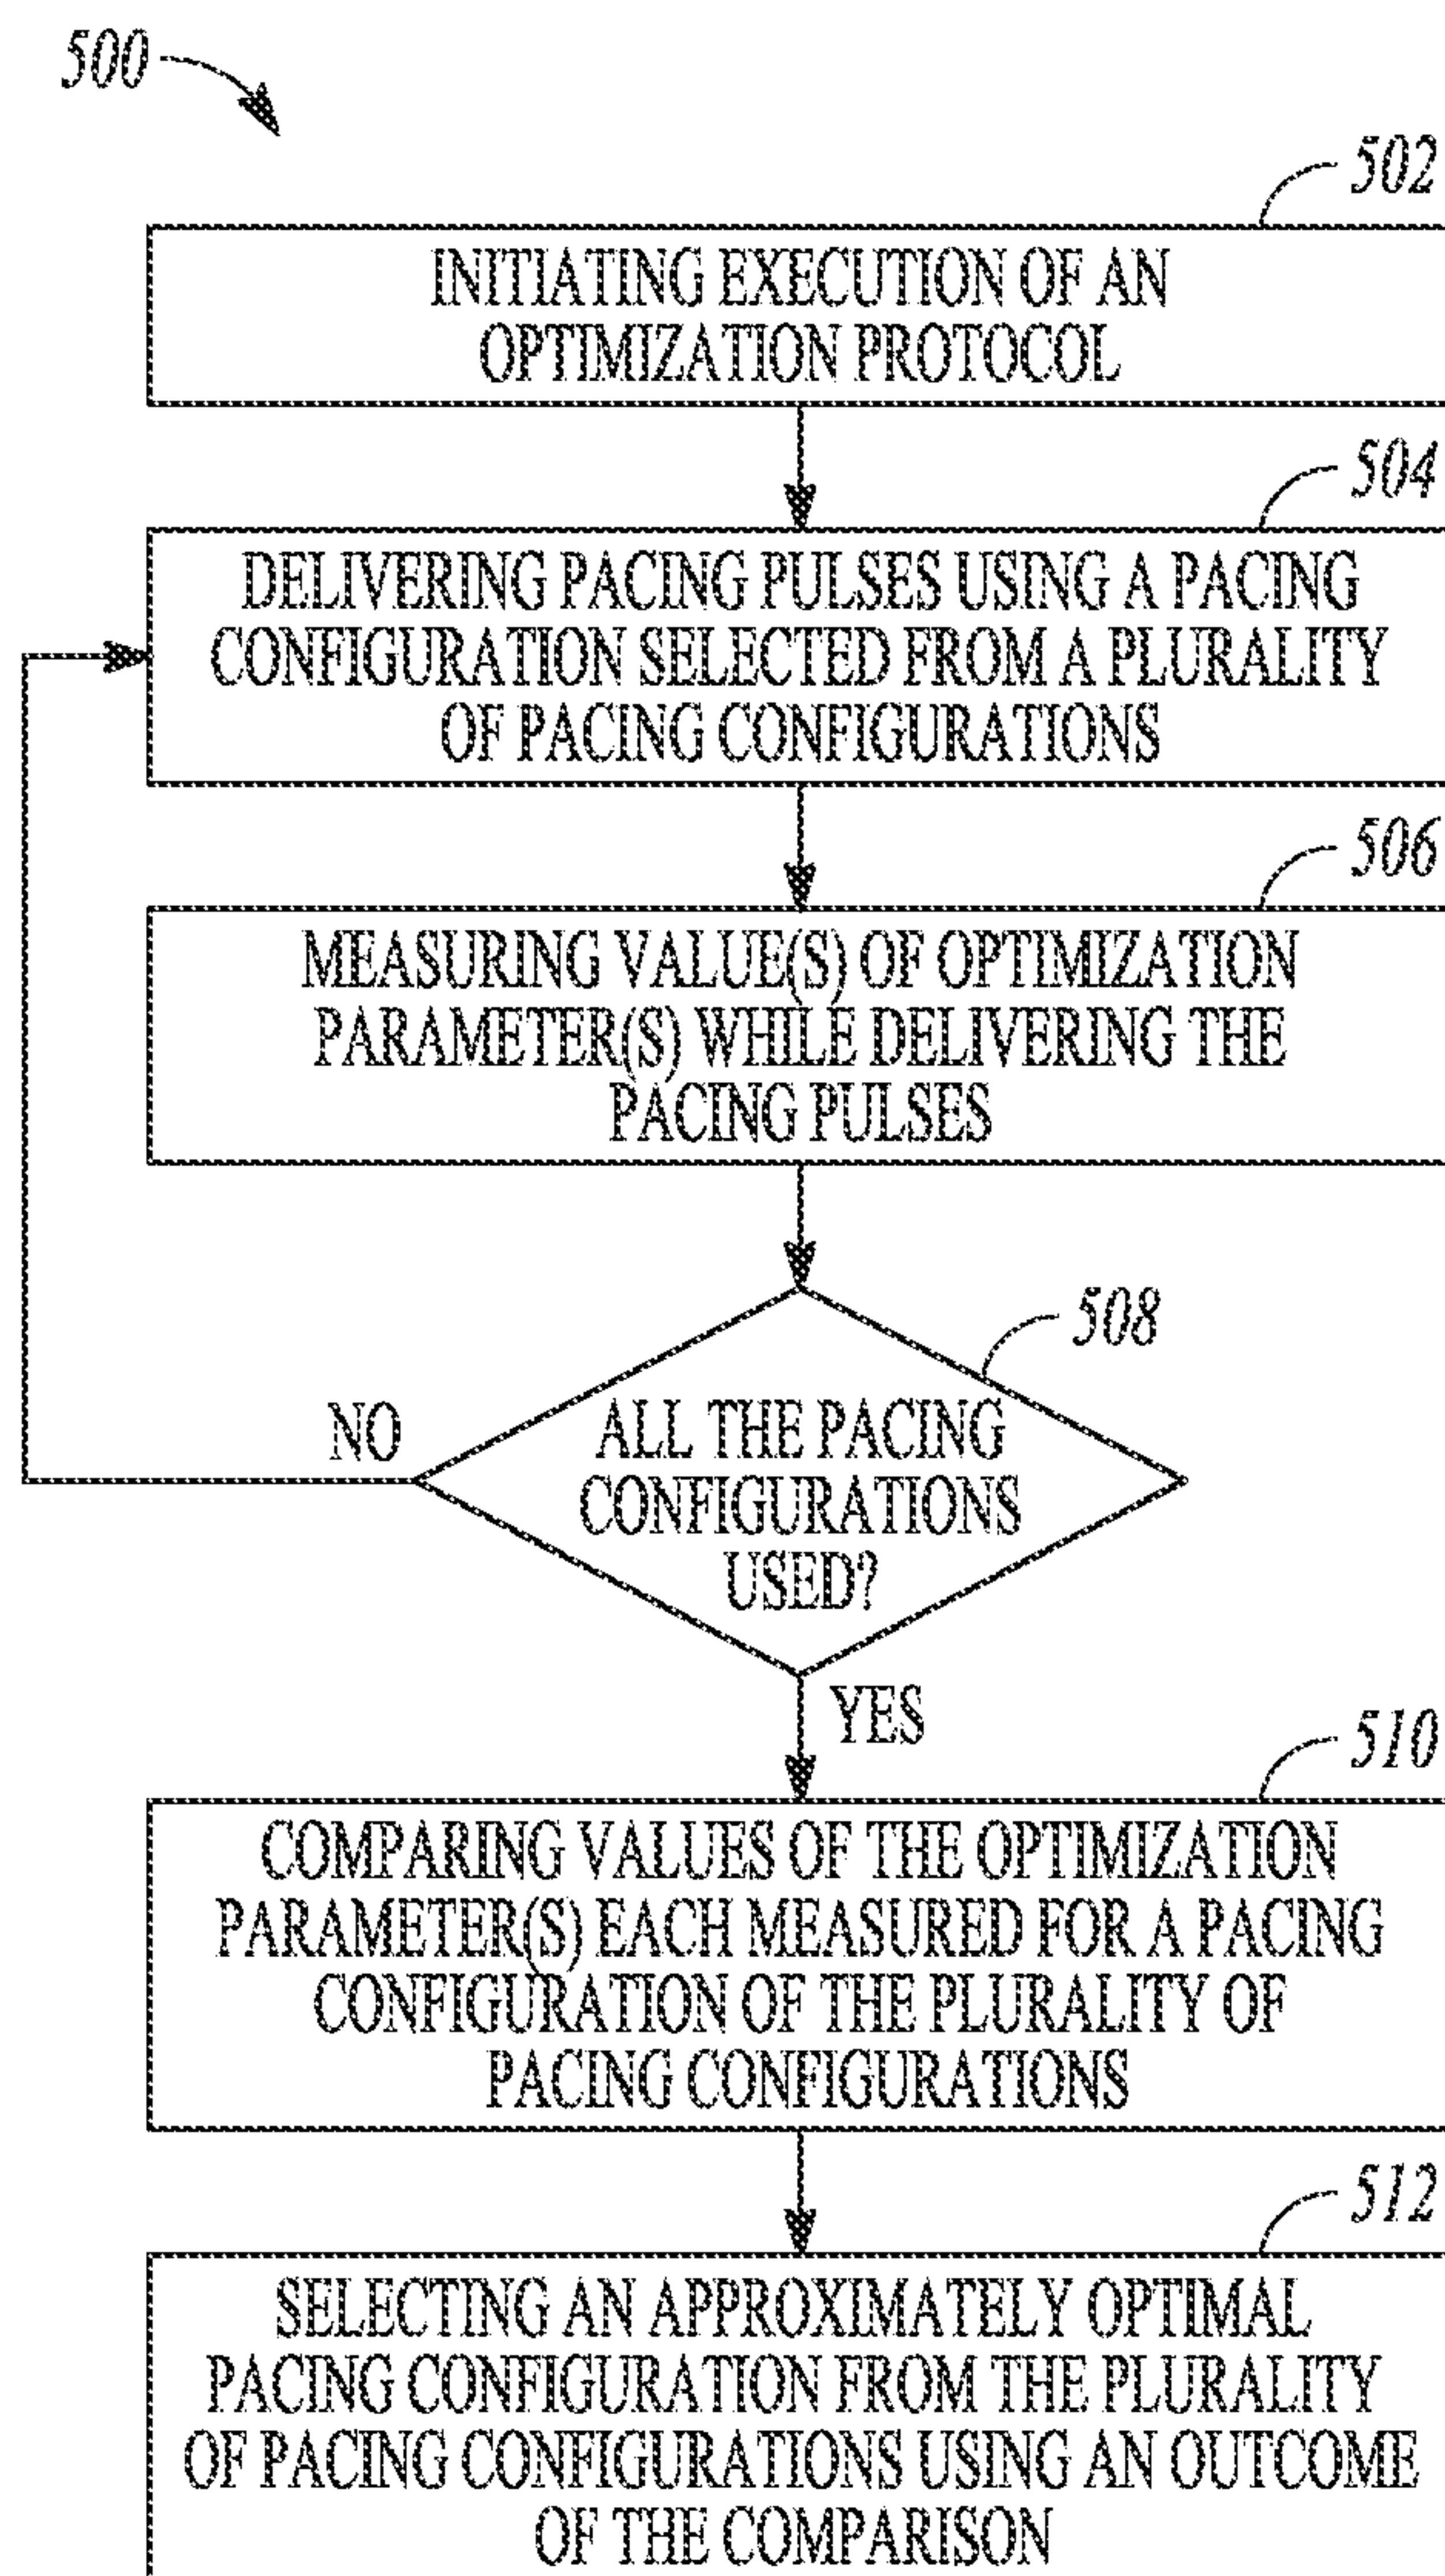 500
502
INITIATING EXECUTION OF AN
OPTIMIZATION PROTOCOL
504
DELIVERING PACING PULSES USING A PACING
CONFIGURATION SELECTED FROM A PLURALITY
OF PACING CONFIGURATIONS
506
MEASURING VALUE(S) OF OPTIMIZATION
PARAMETER(S) WHILE DELIVERING THE
PACING PULSES
508
NO
ALL THE PACING
CONFIGURATIONS
USED?
YES
510
COMPARING VALUES OF THE OPTIMIZATION
PARAMETER(S) EACH MEASURED FOR A PACING
CONFIGURATION OF THE PLURALITY OF
PACING CONFIGURATIONS
512
SELECTING AN APPROXIMATELY OPTIMAL
PACING CONFIGURATION FROM THE PLURALITY
OF PACING CONFIGURATIONS USING AN OUTCOME
OF THE COMPARISON